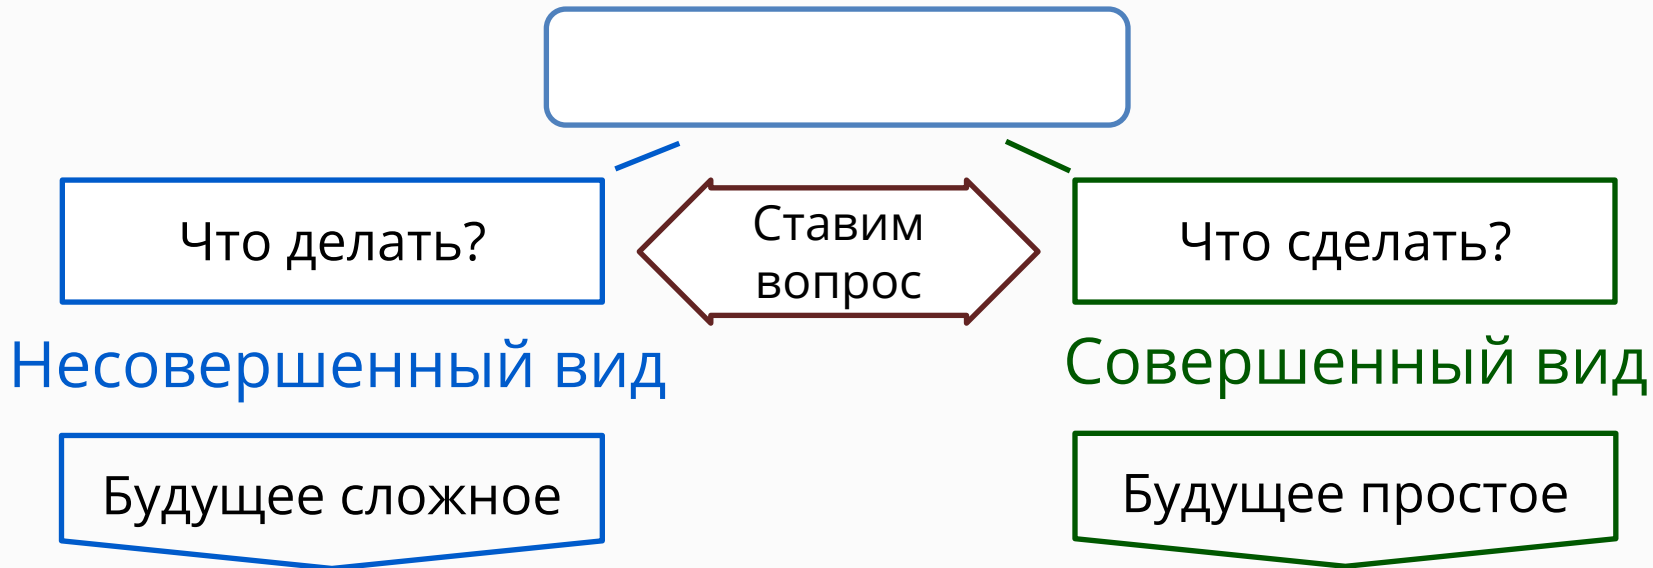 Что делать?
Ставим
вопрос
Что сделать?
Несовершенный вид
Совершенный вид
Будущее сложное
Будущее простое